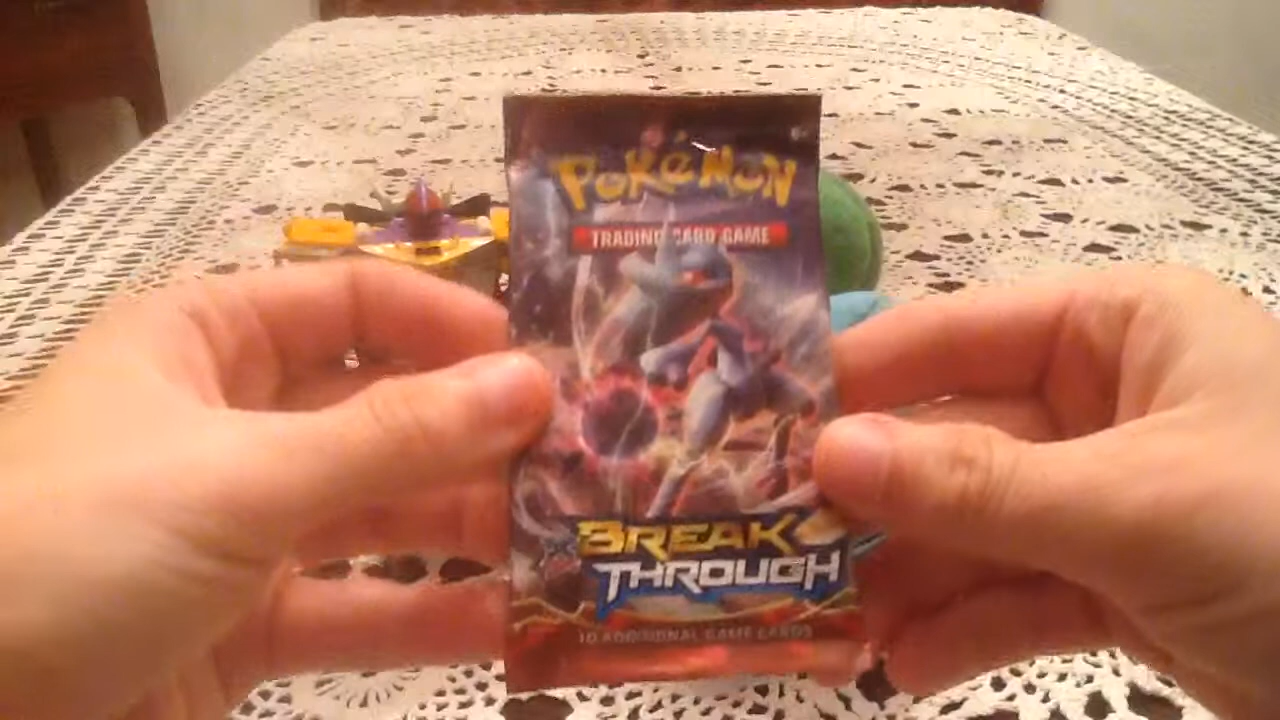 POKéMON
TRADING CARD GAME
BREAK
THROUGH
10 ADDITIONAL GAME CARDS